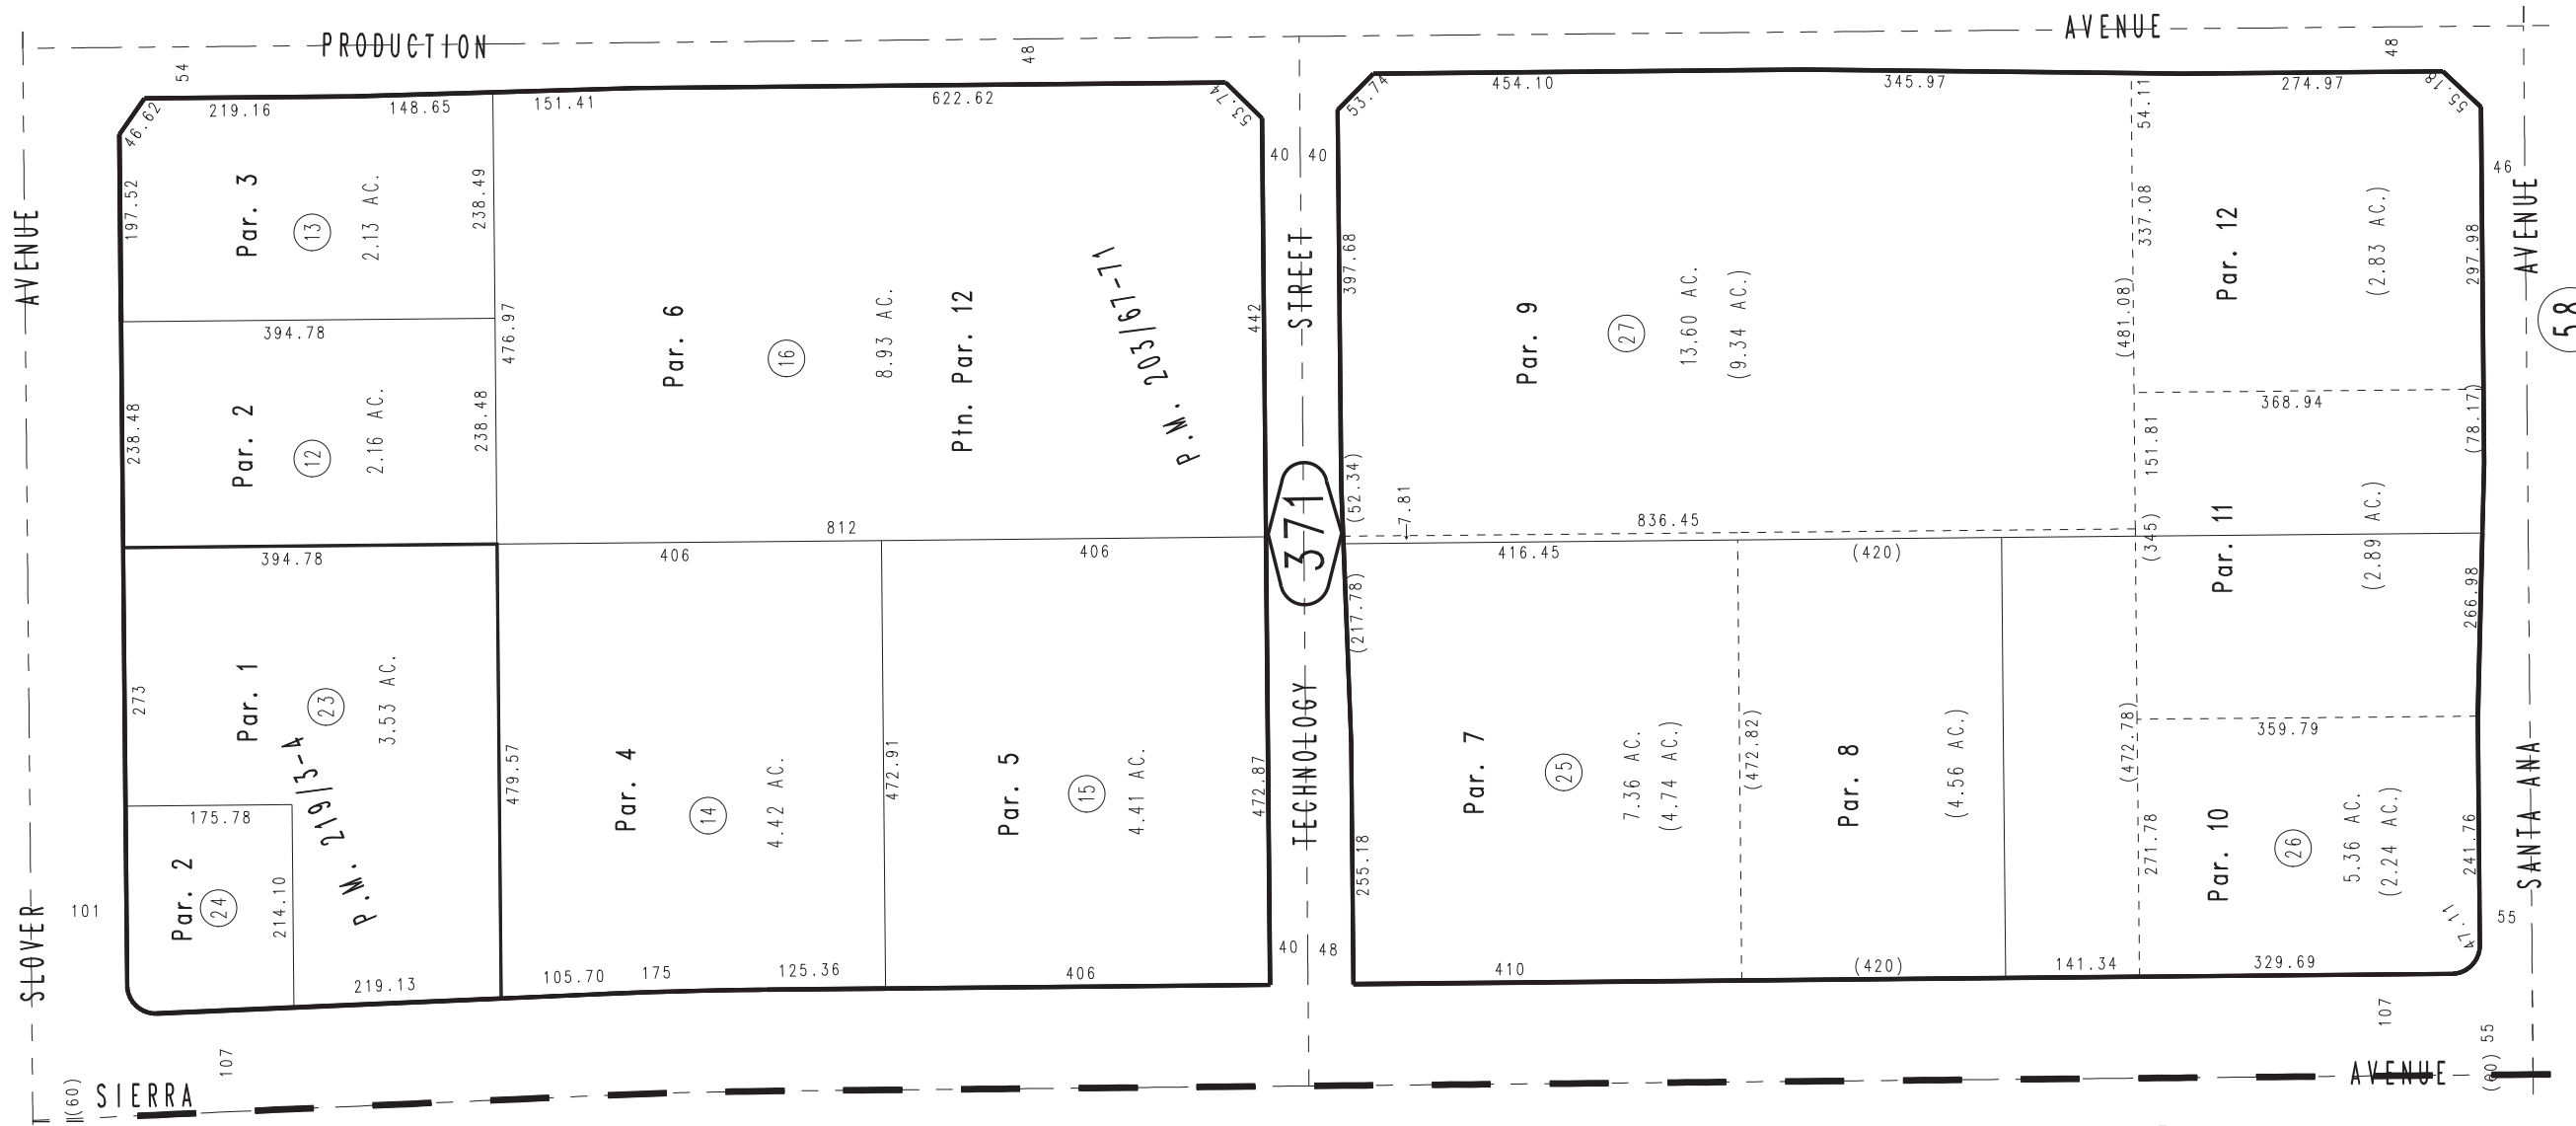 PRODUCTION
AVENUE
54
48
48
46.62
219.16
148.65
151.41
622.62
53.74
53.74
454.10
345.97
54.11
274.97
55.18
40
40
46
AVENUE
197.52
Par. 3
13
2.13 AC.
238.49
394.78
238.48
Par. 2
12
2.16 AC.
238.48
476.97
Par. 6
16
8.93 AC.
Ptn. Par. 12
P.M. 203/67-71
442
812
STREET
397.68
(52.34)
7.81
Par. 9
27
13.60 AC.
(9.34 AC.)
836.45
(481.08)
337.08
Par. 12
(2.83 AC.)
297.98
AVENUE
58
368.94
151.81
(78.17)
371
394.78
406
406
416.45
(420)
(345)
Par. 11
(2.89 AC.)
266.98
(217.78)
273
Par. 1
23
3.53 AC.
P.M. 219/3-4
479.57
Par. 4
14
4.42 AC.
472.91
Par. 5
15
4.41 AC.
472.87
TECHNOLOGY
255.18
Par. 7
25
7.36 AC.
(4.74 AC.)
(472.82)
Par. 8
(4.56 AC.)
(472.78)
359.79
271.78
Par. 10
26
5.36 AC.
(2.24 AC.)
241.76
47.11
SANTA ANA
55
175.78
Par. 2
24
214.10
SLOVER
101
219.13
105.70
175
125.36
406
40
48
410
(420)
141.34
329.69
107
107
55
(60)
SIERRA
AVENUE
(60)